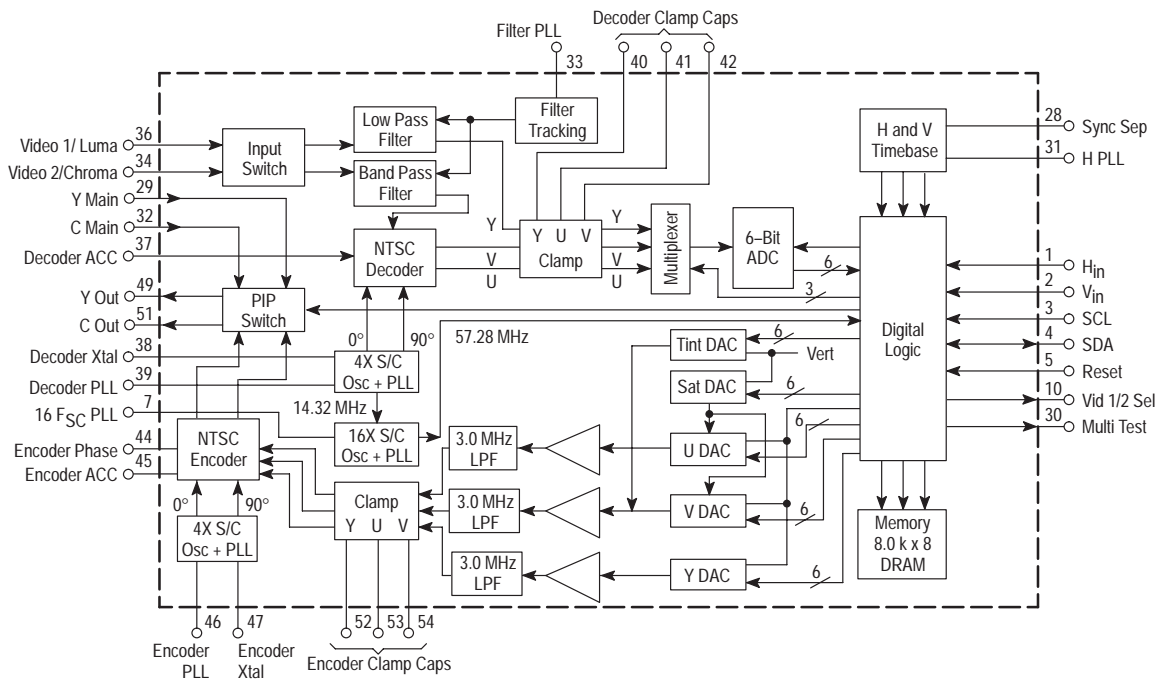 Decoder Clamp Caps
Filter PLL
33
40
41
42
Video 1/ Luma
36
Video 2/Chroma
34
Y Main
29
C Main
32
Decoder ACC
37
Y Out
49
C Out
51
Decoder Xtal
38
Decoder PLL
39
16 FSC PLL
7
Encoder Phase
44
Encoder ACC
45
Input
Switch
Low Pass
Filter
Band Pass
Filter
Filter
Tracking
H and V
Timebase
28
Sync Sep
31
H PLL
NTSC
Decoder
Y
V
U
Y U V
Clamp
Y
V
U
Multiplexer
6–Bit
ADC
6
3
Digital
Logic
1
Hin
2
Vin
3
SCL
4
SDA
5
Reset
10
Vid 1/2 Sel
30
Multi Test
PIP
Switch
0°
90°
57.28 MHz
4X S/C
Osc + PLL
14.32 MHz
16X S/C
Osc + PLL
Tint DAC
6
Vert
Sat DAC
6
U DAC
6
V DAC
6
Y DAC
6
3.0 MHz
LPF
3.0 MHz
LPF
3.0 MHz
LPF
NTSC
Encoder
Clamp
Y U V
0°
90°
4X S/C
Osc + PLL
Memory
8.0 k x 8
DRAM
46
47
52
53
54
Encoder
PLL
Encoder
Xtal
Encoder Clamp Caps